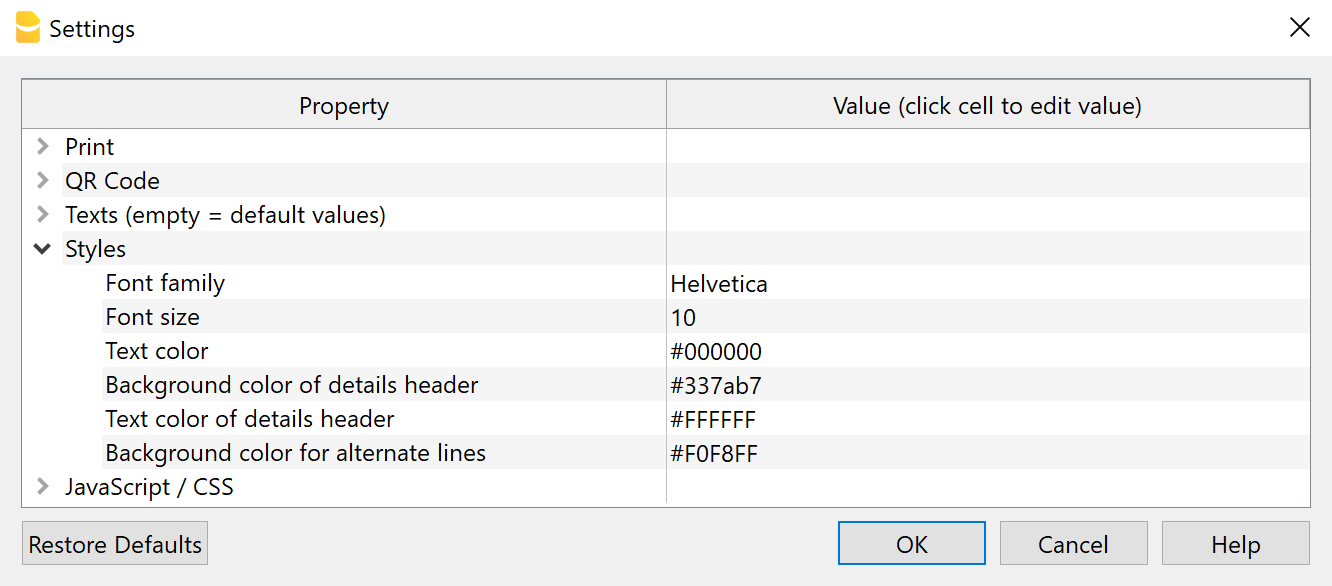 Settings
Property Value (click cell to edit value)
Print
QR Code
Texts (empty = default values)
Styles
Font family Helvetica
Font size 10
Text color #000000
Background color of details header #337ab7
Text color of details header #FFFFFF
Background color for alternate lines #F0F8FF
JavaScript / CSS
Restore Defaults OK Cancel Help